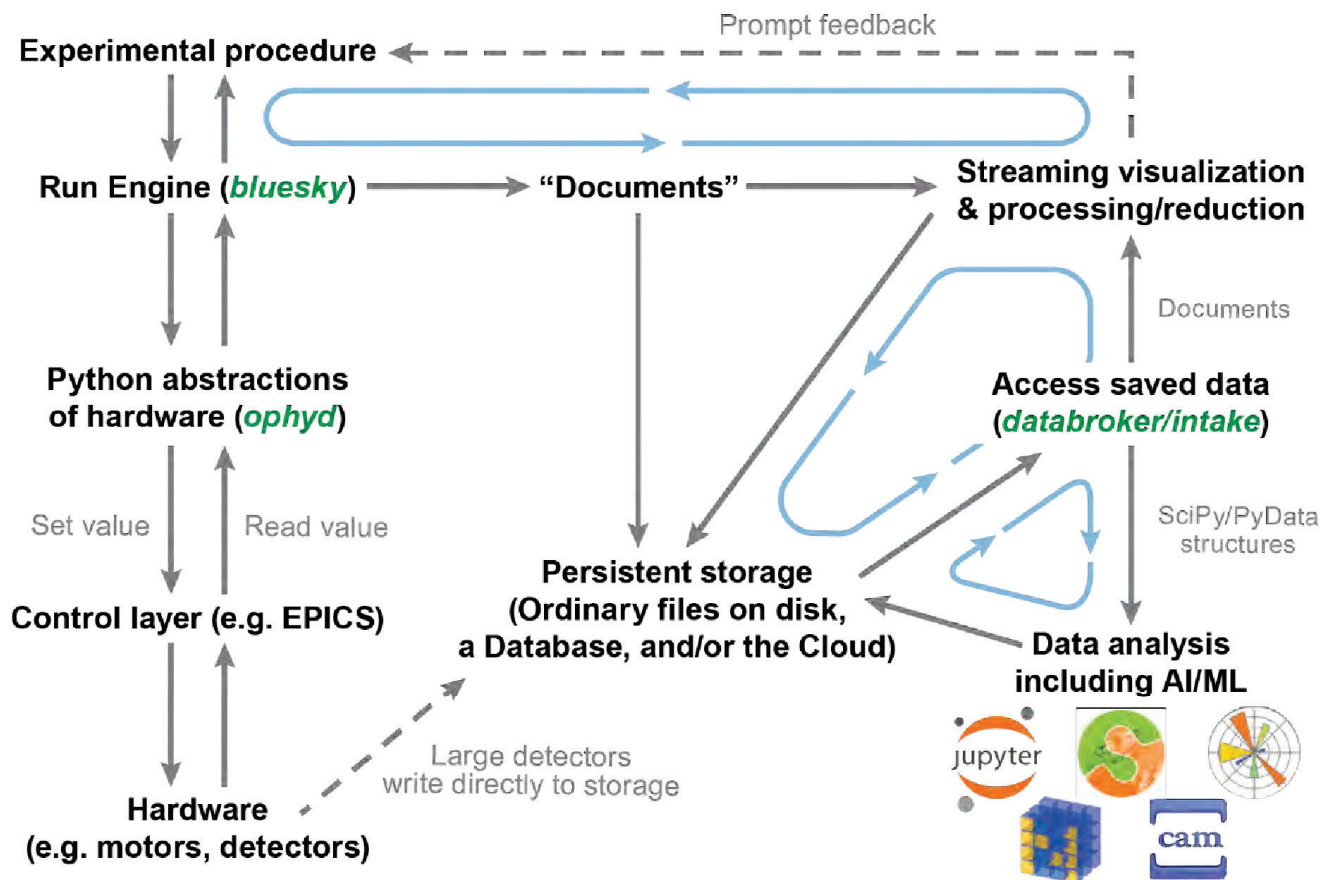 Prompt feedback
Experimental procedure
Run Engine (bluesky)
“Documents”
Streaming visualization
& processing/reduction
Documents
Python abstractions
of hardware (ophyd)
Access saved data
(databroker/intake)
Set value
Read value
SciPy/PyData
structures
Persistent storage
(Ordinary files on disk,
a Database, and/or the Cloud)
Control layer (e.g. EPICS)
Data analysis
including AI/ML
Large detectors
write directly to storage
Hardware
(e.g. motors, detectors)
jupyter
cam